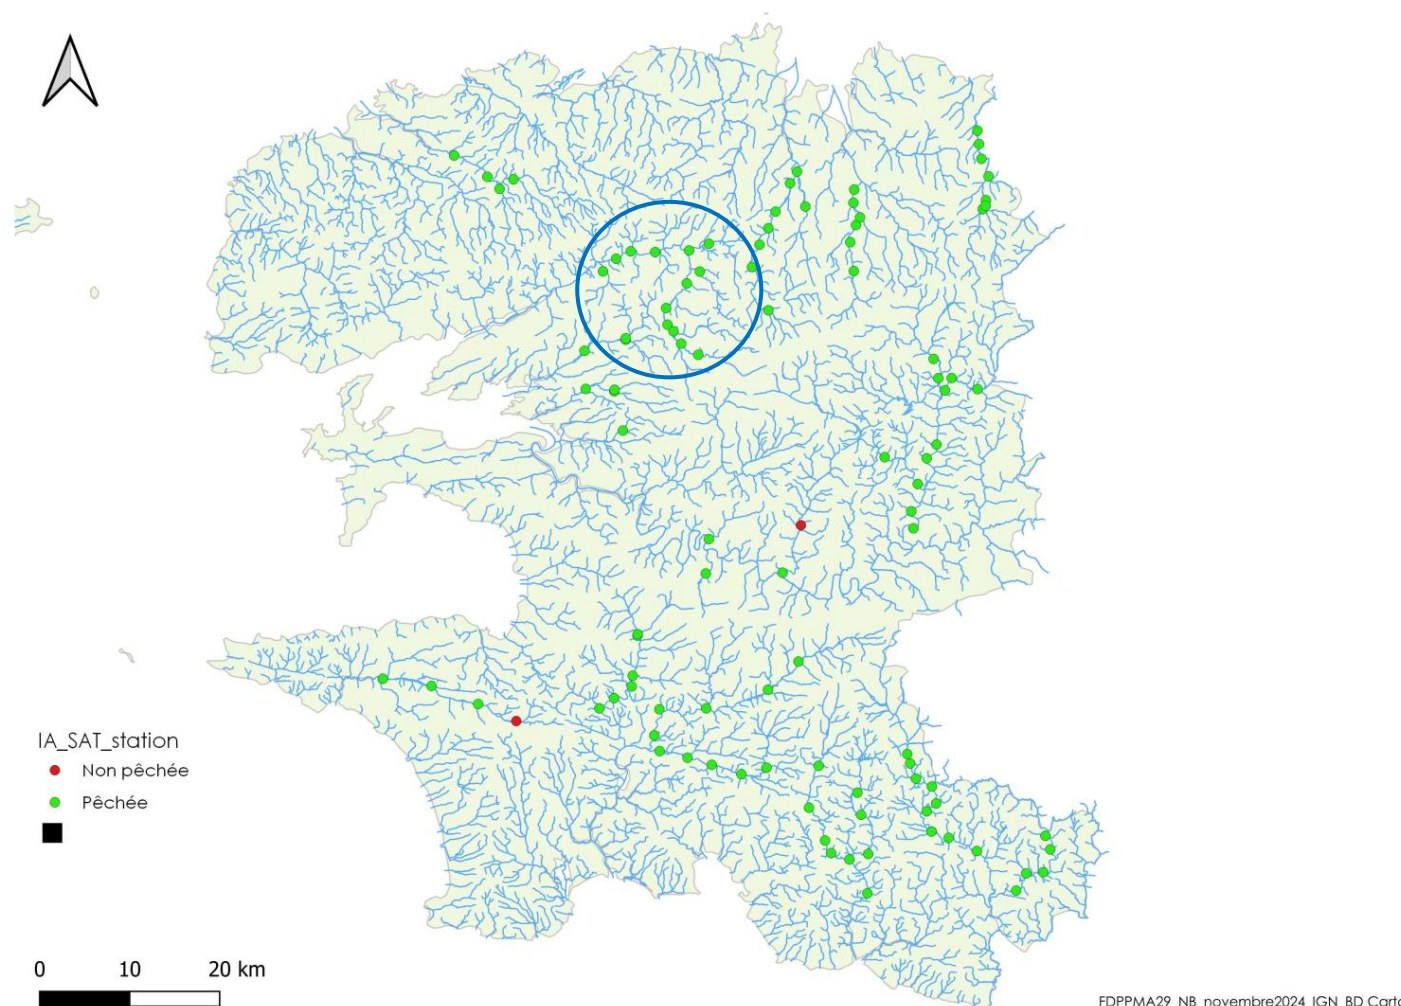 IA_SAT_station
Non pêchée
Pêchée
0 10 20 km
FDPPMA29_NB_novembre2024_IGN_BD Carto